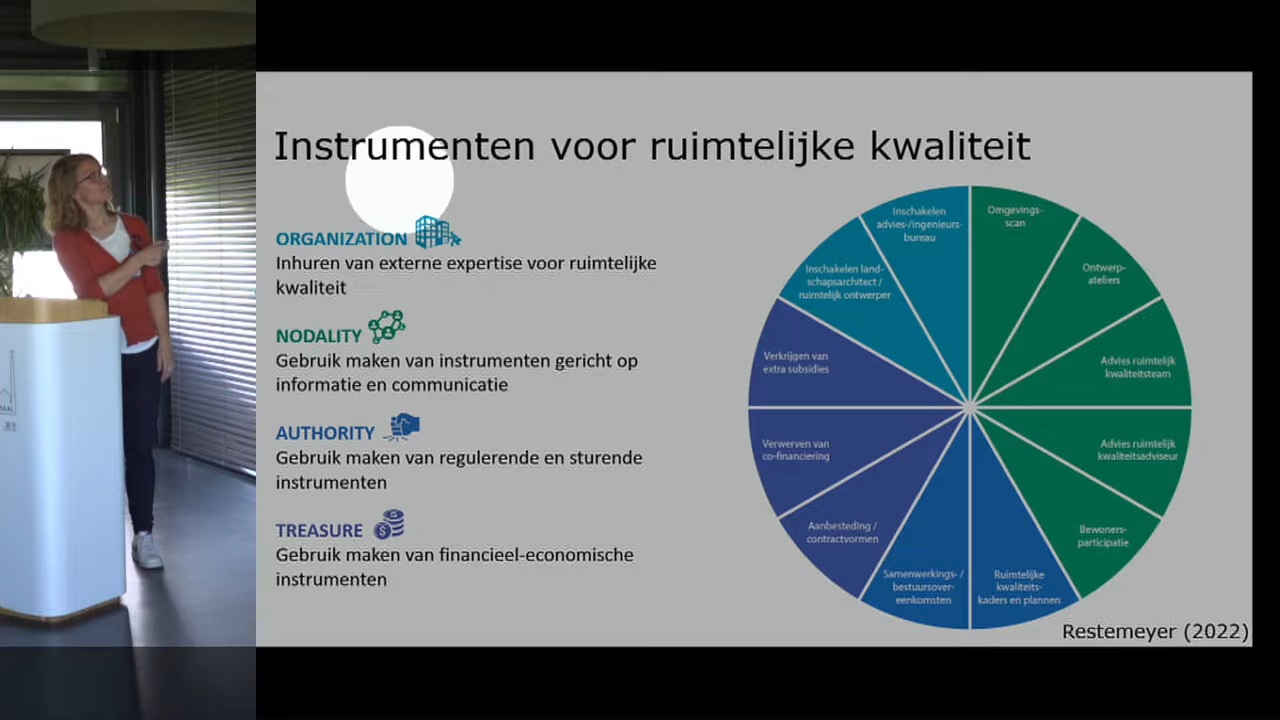 Instrumenten voor ruimtelijke kwaliteit
ORGANIZATION
Inhuren van externe expertise voor ruimtelijke
kwaliteit
NODALITY
Gebruik maken van instrumenten gericht op
informatie en communicatie
AUTHORITY
Gebruik maken van regulerende en sturende
instrumenten
TREASURE
Gebruik maken van financieel-economische
instrumenten
Inschakelen
advies-/ingenieurs-
bureau
Omgevings-
scan
Ontwerp-
ateliers
Advies ruimtelijk
kwaliteitsteam
Advies ruimtelijk
kwaliteitsadviseur
Bewoners-
participatie
Ruimtelijke
kwaliteits-
kaders en plannen
Samenwerkings- /
bestuursover-
eenkomsten
Aanbesteding /
contractvormen
Verwerven van
co-financiering
Verkrijgen van
extra subsidies
Inschakelen land-
schapsarchitect /
ruimtelijk ontwerper
Restemeyer (2022)